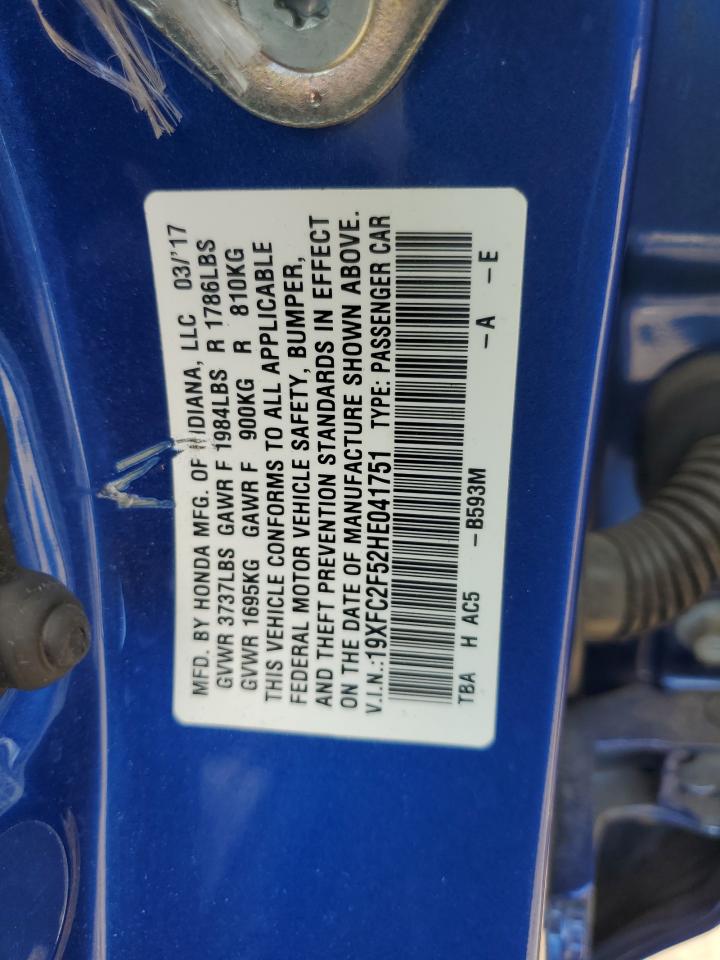 MFD. BY HONDA MFG. OF INDIANA, LLC 03/'17
GVWR 3737LBS GAWR F 1984LBS R 1786LBS
GVWR 1695KG GAWR F 900KG R 810KG
THIS VEHICLE CONFORMS TO ALL APPLICABLE
FEDERAL MOTOR VEHICLE SAFETY, BUMPER,
AND THEFT PREVENTION STANDARDS IN EFFECT
ON THE DATE OF MANUFACTURE SHOWN ABOVE.
V.I.N.:19XFC2F52HE041751 TYPE: PASSENGER CAR
TBA H AC5 -B593M -A -E